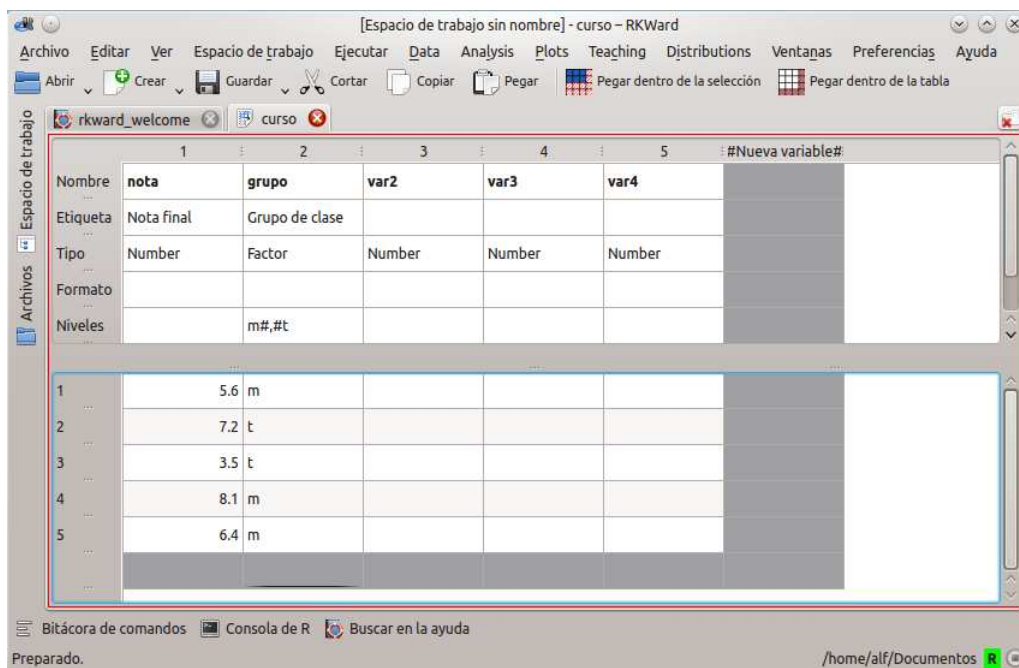 [Espacio de trabajo sin nombre] - curso – RKWard
Archivo Editar Ver Espacio de trabajo Ejecutar Data Analysis Plots Teaching Distributions Ventanas Preferencias Ayuda
Abrir Crear Guardar Cortar Copiar Pegar Pegar dentro de la selección Pegar dentro de la tabla
Espacio de trabajo
Archivos
rkward_welcome curso
1 2 3 4 5 #Nueva variable#
Nombre nota grupo var2 var3 var4
Etiqueta Nota final Grupo de clase
Tipo Number Factor Number Number Number
Formato
Niveles m#,#t
1 5.6 m
2 7.2 t
3 3.5 t
4 8.1 m
5 6.4 m
Bitácora de comandos Consola de R Buscar en la ayuda
Preparado. /home/alf/Documentos R